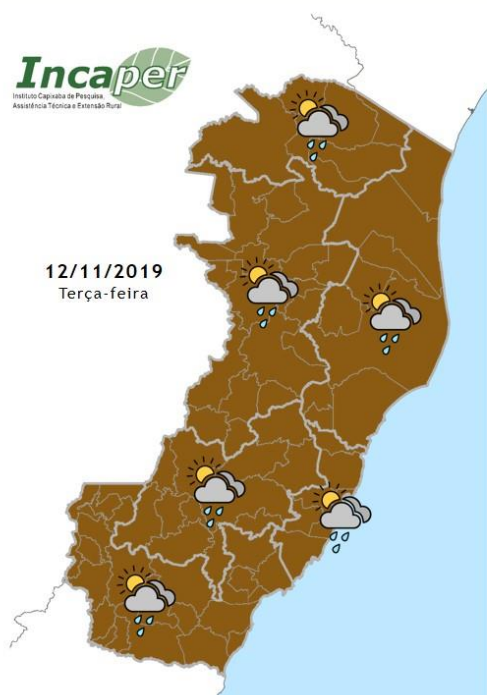 Incaper
Instituto Capixaba de Pesquisa,
Assistência Técnica e Extensão Rural
12/11/2019
Terça-feira